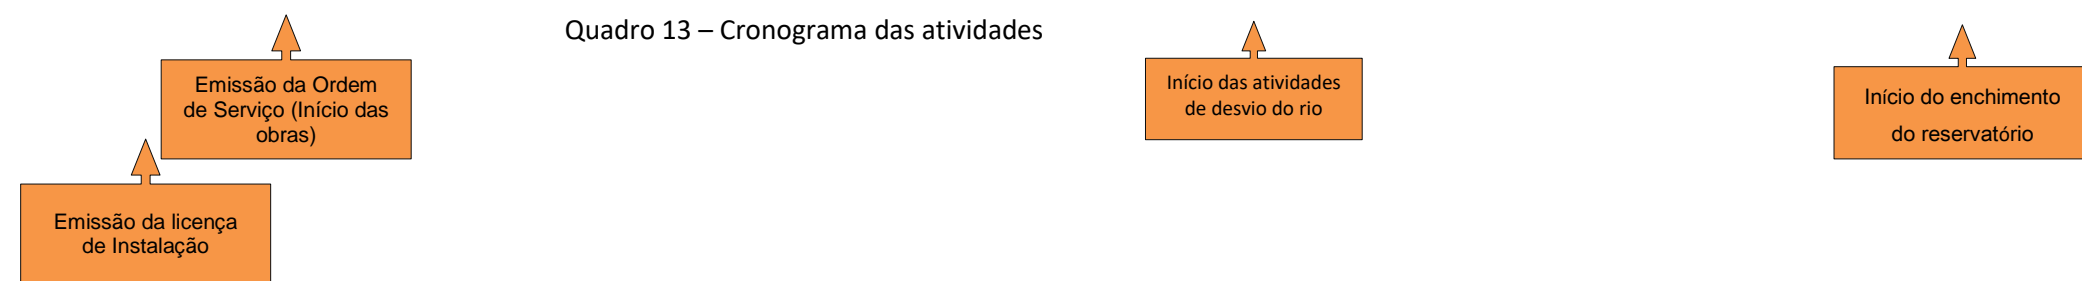 Quadro 13 – Cronograma das atividades
Emissão da Ordem
de Serviço (Início das
obras)
Início das atividades
de desvio do rio
Início do enchimento
do reservatório
Emissão da licença
de Instalação